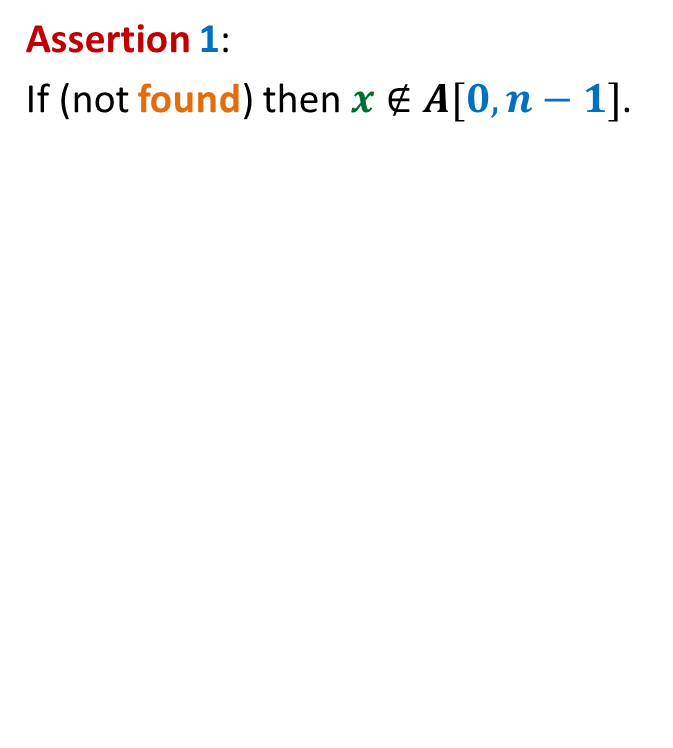 Assertion 1:
If (not found) then x ∉ A[0, n − 1].